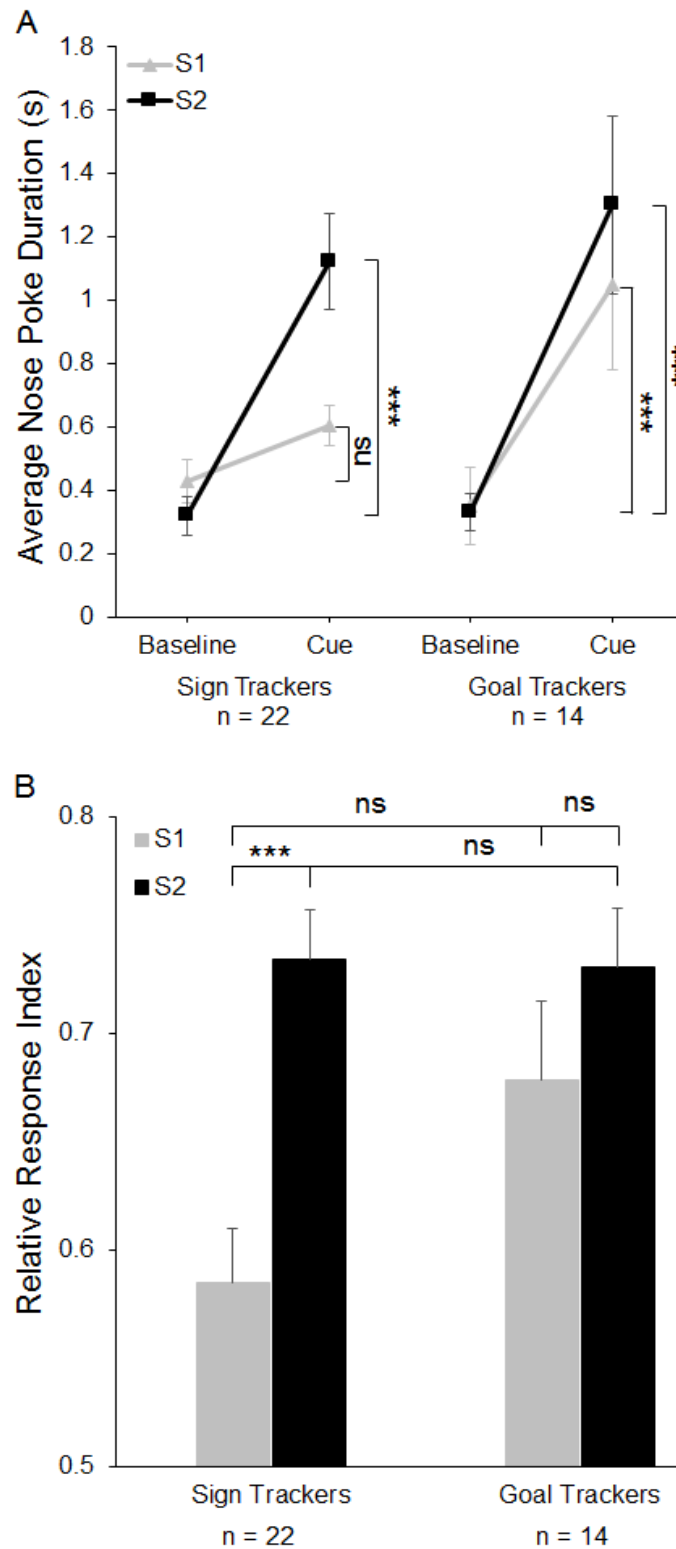 A
Average Nose Poke Duration (s)
1.8
1.6
1.4
1.2
1
0.8
0.6
0.4
0.2
0
S1
S2
ns
***
***
Baseline Cue Baseline Cue
Sign Trackers Goal Trackers
n = 22 n = 14
B
Relative Response Index
0.8
0.7
0.6
0.5
S1
S2
ns ns
*** ns
Sign Trackers Goal Trackers
n = 22 n = 14